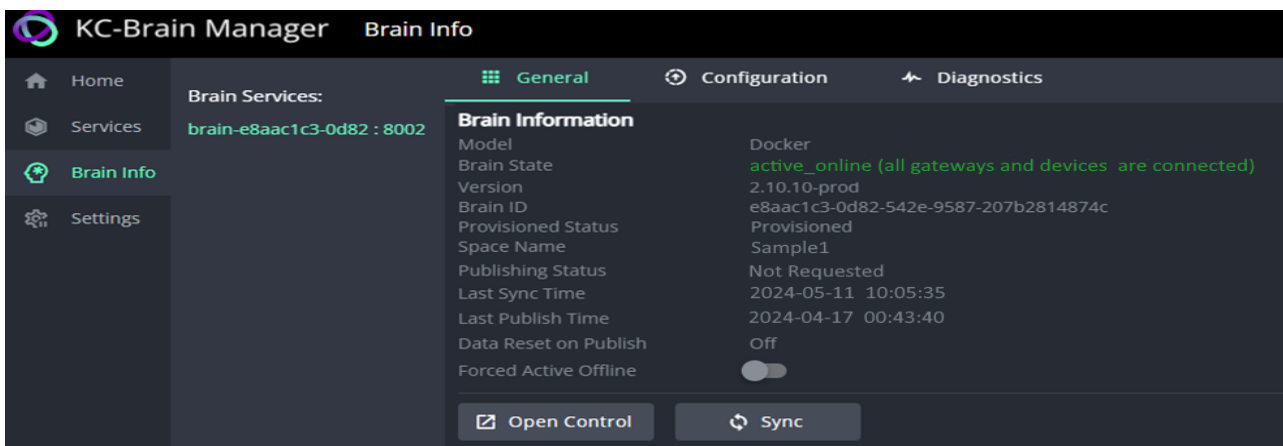 KC-Brain Manager Brain Info
Home
Services
Brain Info
Settings
Brain Services:
brain-e8aac1c3-0d82 : 8002
General Configuration Diagnostics
Brain Information
Model Docker
Brain State active_online (all gateways and devices are connected)
Version 2.10.10-prod
Brain ID e8aac1c3-0d82-542e-9587-207b2814874c
Provisioned Status Provisioned
Space Name Sample1
Publishing Status Not Requested
Last Sync Time 2024-05-11 10:05:35
Last Publish Time 2024-04-17 00:43:40
Data Reset on Publish Off
Forced Active Offline
Open Control Sync